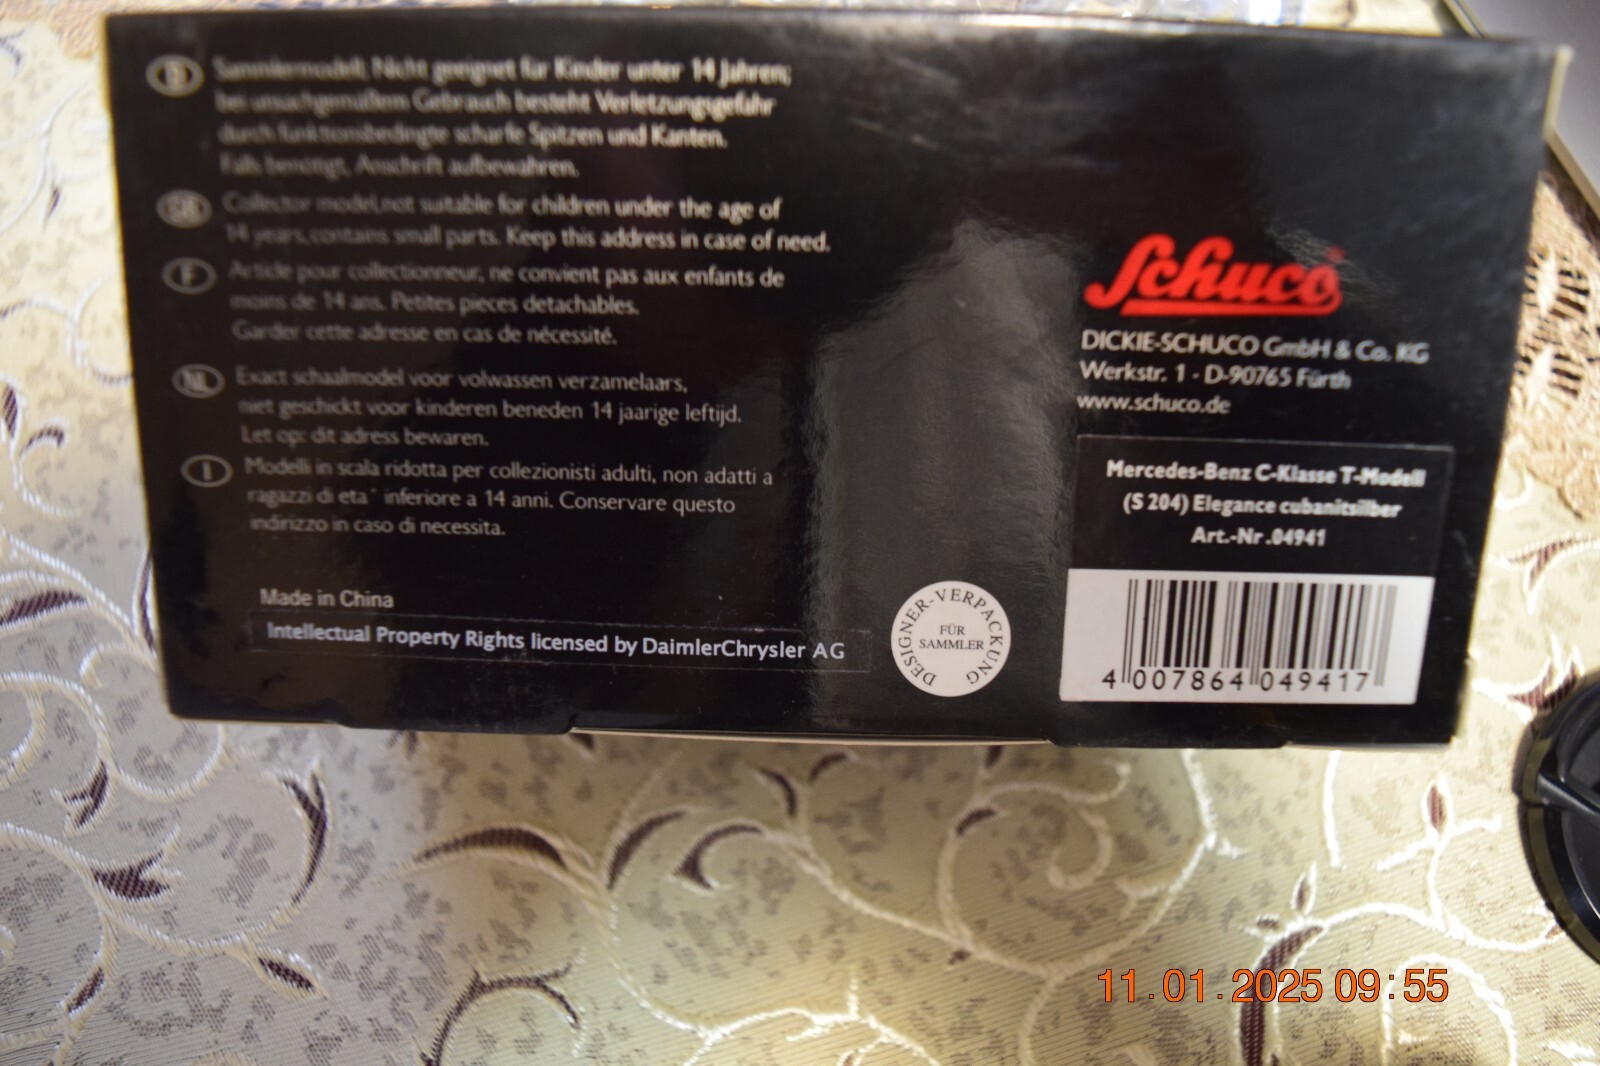 D
Sammlermodell, Nicht geeignet für Kinder unter 14 Jahren;
bei unsachgemäßem Gebrauch besteht Verletzungsgefahr
durch funktionsbedingte scharfe Spitzen und Kanten.
Falls benötigt, Anschrift aufbewahren.
GB
Collector model,not suitable for children under the age of
14 years,contains small parts. Keep this address in case of need.
F
Article pour collectionneur, ne convient pas aux enfants de
moins de 14 ans. Petites pieces detachables.
Garder cette adresse en cas de nécessité.
NL
Exact schaalmodel voor volwassen verzamelaars,
niet geschickt voor kinderen beneden 14 jaarige leftijd.
Let op: dit adress bewaren.
I
Modelli in scala ridotta per collezionisti adulti, non adatti a
ragazzi di eta` inferiore a 14 anni. Conservare questo
indirizzo in caso di necessita.
Made in China
Intellectual Property Rights licensed by DaimlerChrysler AG
DESIGNER-VERPACKUNG
FÜR
SAMMLER
Schuco
DICKIE-SCHUCO GmbH & Co. KG
Werkstr. 1 - D-90765 Fürth
www.schuco.de
Mercedes-Benz C-Klasse T-Modell
(S 204) Elegance cubanitsilber
Art.-Nr .04941
4 007864 049417
11.01.2025 09:55